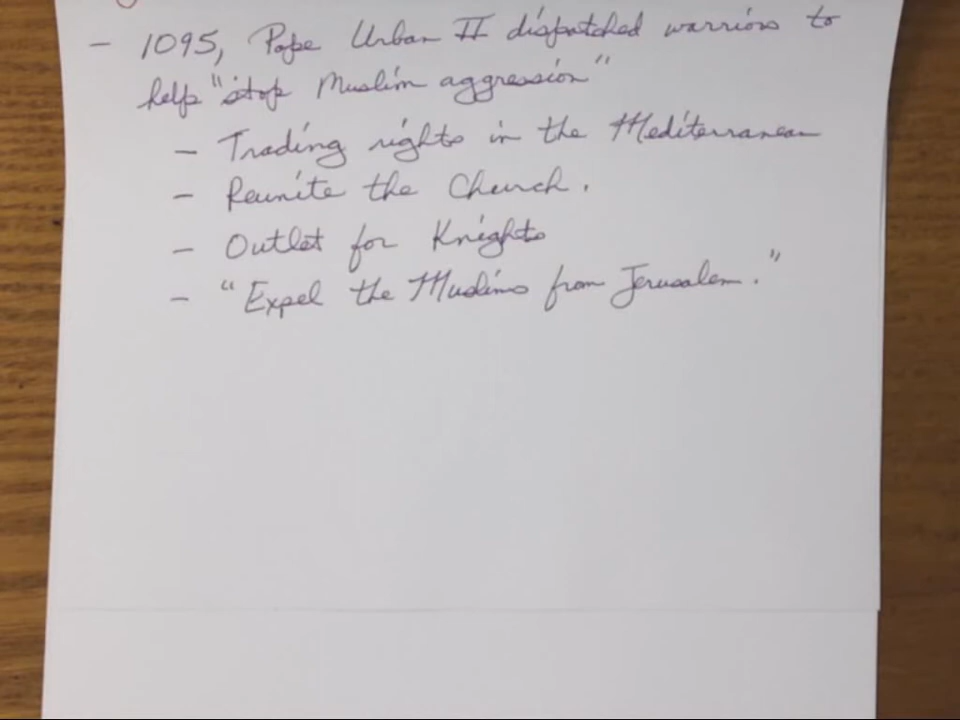 - 1095, Pope Urban II dispatched warriors to
help "stop Muslim aggression"
- Trading rights in the Mediterranean
- Reunite the Church.
- Outlet for Knights
- "Expel the Muslims from Jerusalem."